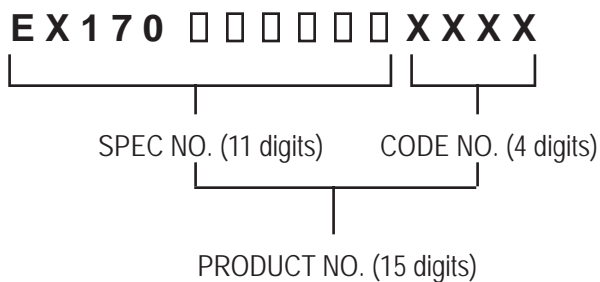 EX170 □□□□□□ XXXX
SPEC NO. (11 digits) CODE NO. (4 digits)
PRODUCT NO. (15 digits)